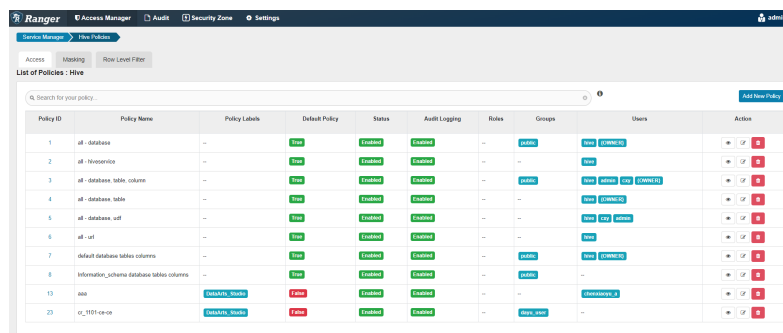 Ranger Access Manager Audit Security Zone Settings admi
Service Manager Hive Policies
Access Masking Row Level Filter
List of Policies : Hive
Search for your policy... Add New Policy
Policy ID Policy Name Policy Labels Default Policy Status Audit Logging Roles Groups Users Action
1 all - database -- True Enabled Enabled -- public hive {OWNER}
2 all - hiveservice -- True Enabled Enabled -- -- hive
3 all - database, table, column -- True Enabled Enabled -- public hive admin cxy {OWNER}
4 all - database, table -- True Enabled Enabled -- -- hive {OWNER}
5 all - database, udf -- True Enabled Enabled -- -- hive cxy admin
6 all - url -- True Enabled Enabled -- -- hive
7 default database tables columns -- True Enabled Enabled -- public hive {OWNER}
8 Information_schema database tables columns -- True Enabled Enabled -- public --
13 aaa DataArts_Studio False Enabled Enabled -- --
23 cr_1101-ce-ce DataArts_Studio False Enabled Enabled -- dayu_user --